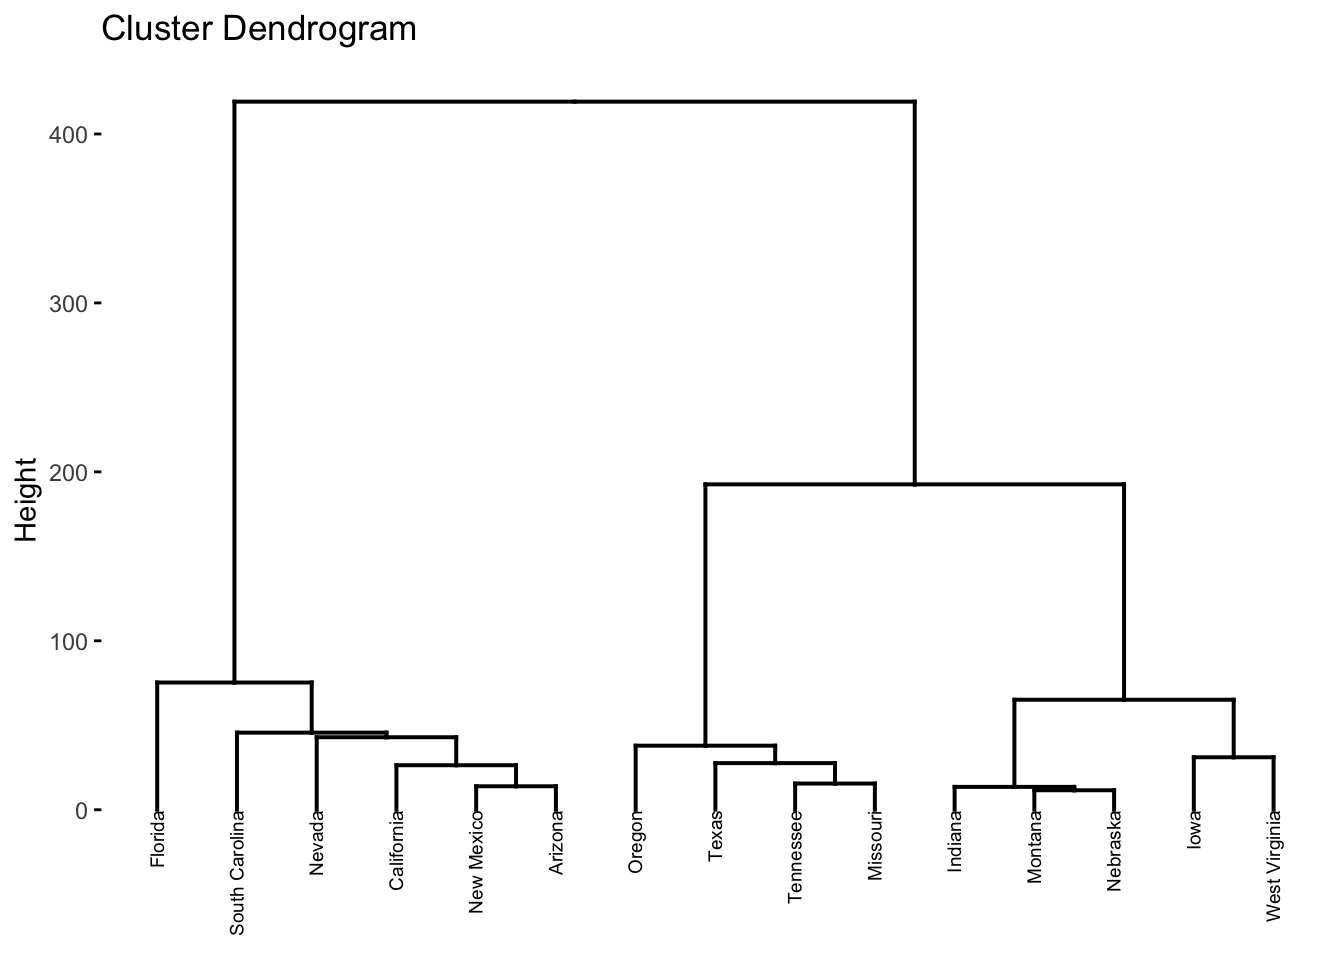 Cluster Dendrogram
Height
400
300
200
100
0
Florida
South Carolina
Nevada
California
New Mexico
Arizona
Oregon
Texas
Tennessee
Missouri
Indiana
Montana
Nebraska
Iowa
West Virginia